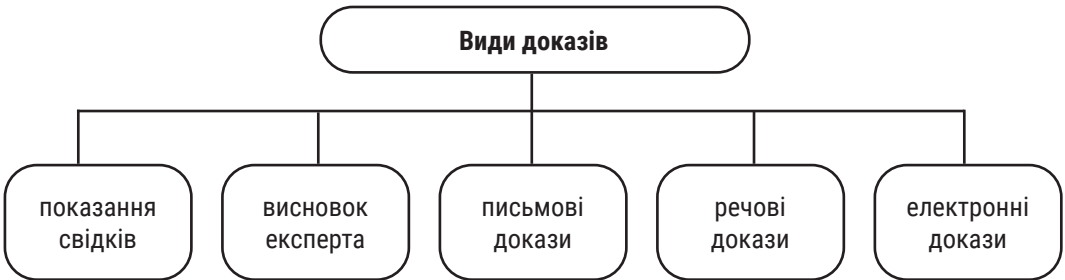 Види доказів
показання
свідків
висновок
експерта
письмові
докази
речові
докази
електронні
докази